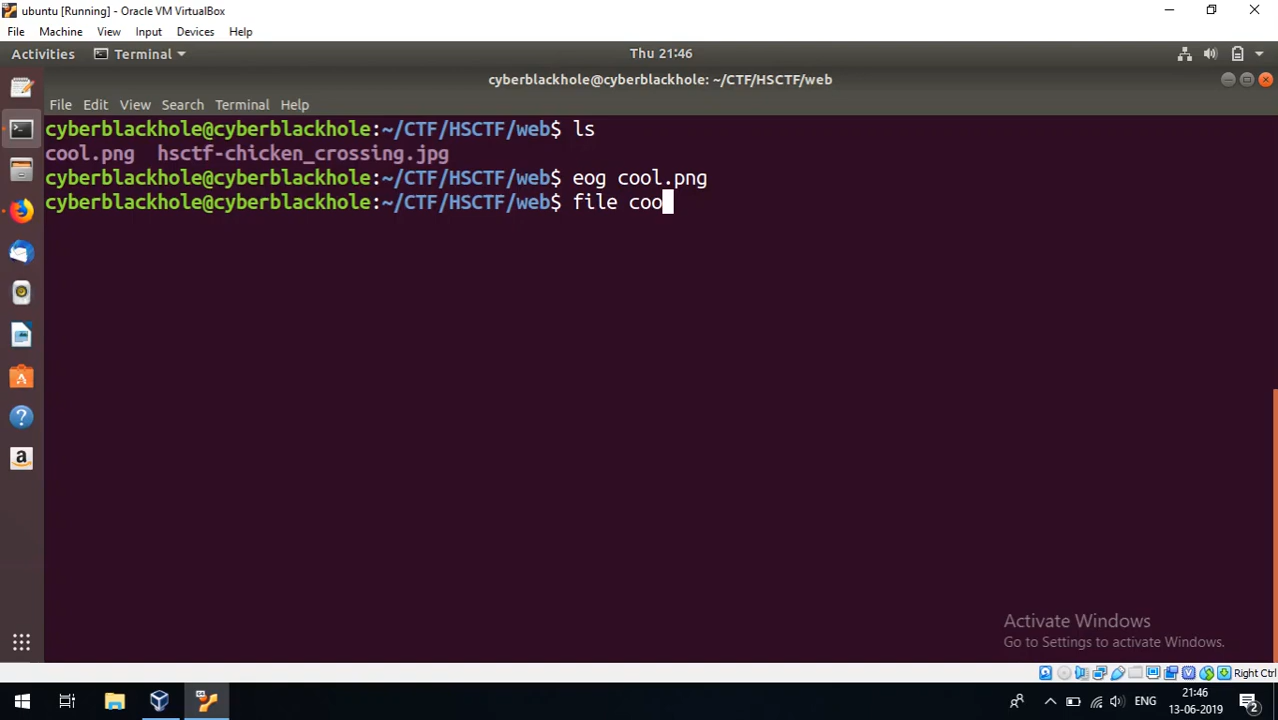 ubuntu [Running] - Oracle VM VirtualBox
File Machine View Input Devices Help
Activities Terminal Thu 21:46
cyberblackhole@cyberblackhole: ~/CTF/HSCTF/web
File Edit View Search Terminal Help
cyberblackhole@cyberblackhole:~/CTF/HSCTF/web$ ls
cool.png hsctf-chicken_crossing.jpg
cyberblackhole@cyberblackhole:~/CTF/HSCTF/web$ eog cool.png
cyberblackhole@cyberblackhole:~/CTF/HSCTF/web$ file coo
Activate Windows
Go to Settings to activate Windows.
Right Ctrl
ENG
21:46
13-06-2019
2